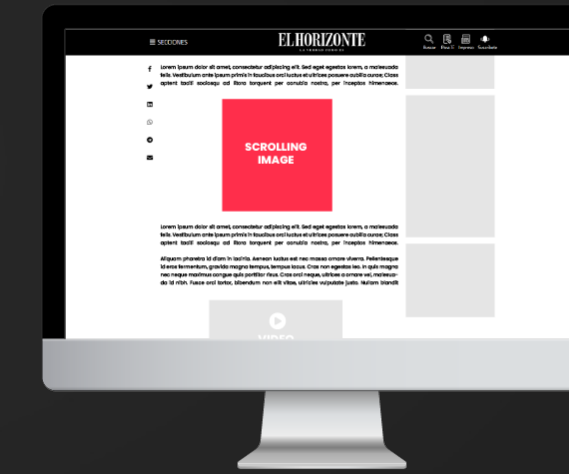 SECCIONES
EL HORIZONTE
Buscar
Impreso
Suscríbete
Lorem ipsum dolor sit amet, consectetur adipiscing elit. Sed eget egestas lorem, a malesuada
felis. Vestibulum ante ipsum primis in faucibus orci luctus et ultrices posuere cubilia curae; Class
aptent taciti sociosqu ad litora torquent per conubia nostra, per inceptos himenaeos.
SCROLLING
IMAGE
Lorem ipsum dolor sit amet, consectetur adipiscing elit. Sed eget egestas lorem, a malesuada
felis. Vestibulum ante ipsum primis in faucibus orci luctus et ultrices posuere cubilia curae; Class
aptent taciti sociosqu ad litora torquent per conubia nostra, per inceptos himenaeos.
Aliquam pharetra id diam in lacinia. Aenean luctus est nec massa ornare viverra. Pellentesque
id eros fermentum, gravida magna tempus, tempus lacus. Cras non egestas leo. In quis magna
nec neque maximus congue quis porttitor risus. Cras orci neque, ultrices a ornare vel, malesua-
da id nibh. Fusce orci tortor, bibendum non elit vitae, ultricies vulputate justo. Nullam blandit
VIDEO